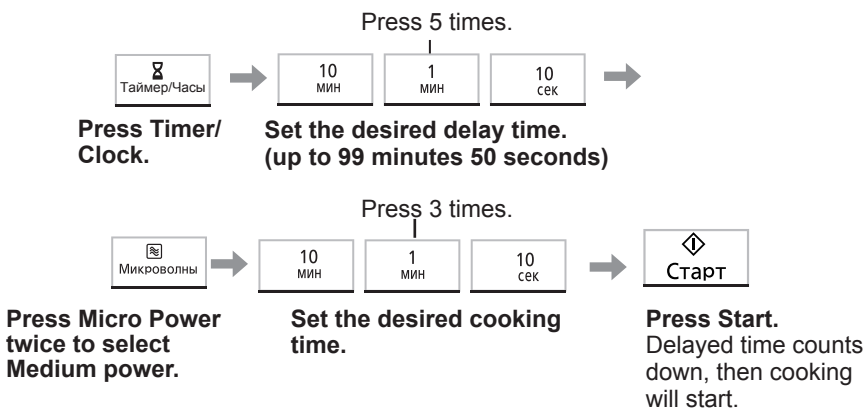 Press 5 times.
Таймер/Часы
10
мин
1
мин
10
сек
Press Timer/
Clock.
Set the desired delay time.
(up to 99 minutes 50 seconds)
Press 3 times.
Микроволны
10
мин
1
мин
10
сек
Старт
Press Micro Power
twice to select
Medium power.
Set the desired cooking
time.
Press Start.
Delayed time counts
down, then cooking
will start.